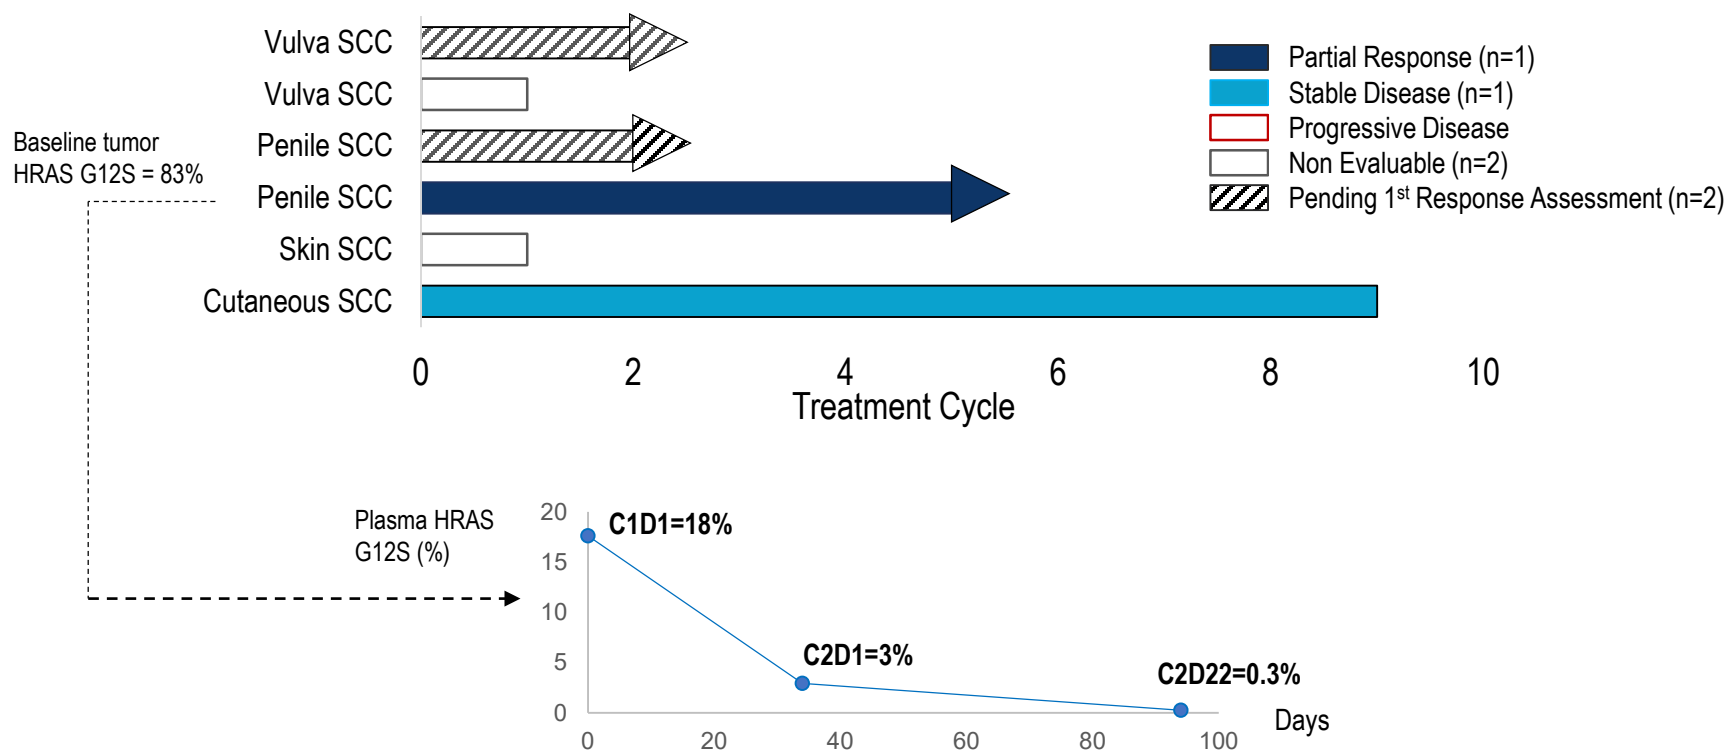 Vulva SCC
Vulva SCC
Penile SCC
Penile SCC
Skin SCC
Cutaneous SCC
Baseline tumor
HRAS G12S = 83%
Partial Response (n=1)
Stable Disease (n=1)
Progressive Disease
Non Evaluable (n=2)
Pending 1st Response Assessment (n=2)
0 2 4 6 8 10
Treatment Cycle
Plasma HRAS
G12S (%)
20
15
10
5
0
C1D1=18%
C2D1=3%
C2D22=0.3%
0 20 40 60 80 100
Days